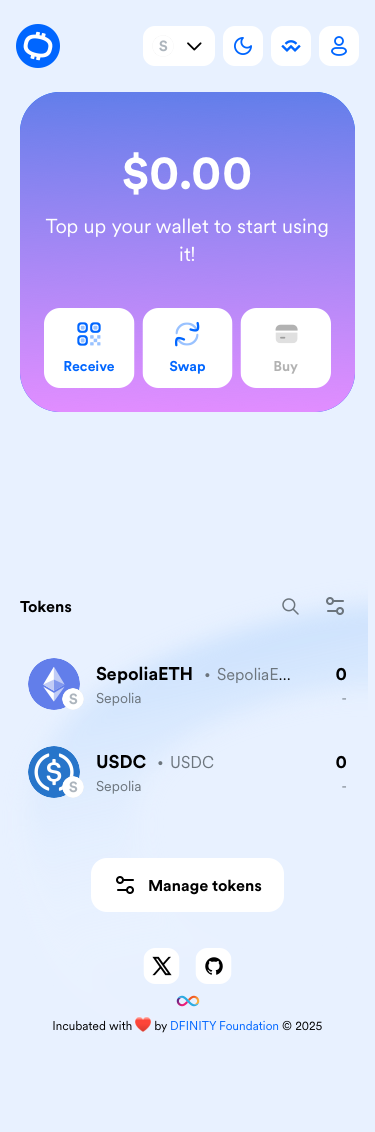 S
$0.00
Top up your wallet to start using
it!
Receive Swap Buy
Tokens
SepoliaETH • SepoliaE... 0
S Sepolia -
USDC • USDC 0
S Sepolia -
Manage tokens
Incubated with ❤️ by DFINITY Foundation © 2025